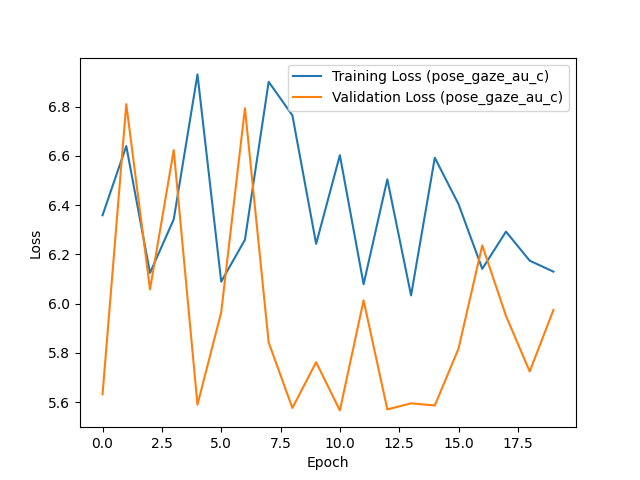 Training Loss (pose_gaze_au_c)
Validation Loss (pose_gaze_au_c)
Loss
6.8
6.6
6.4
6.2
6.0
5.8
5.6
0.0 2.5 5.0 7.5 10.0 12.5 15.0 17.5
Epoch